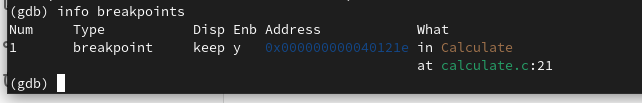 (gdb) info breakpoints
Num     Type           Disp Enb Address            What
1       breakpoint     keep y   0x000000000040121e in Calculate
                                                   at calculate.c:21
(gdb)